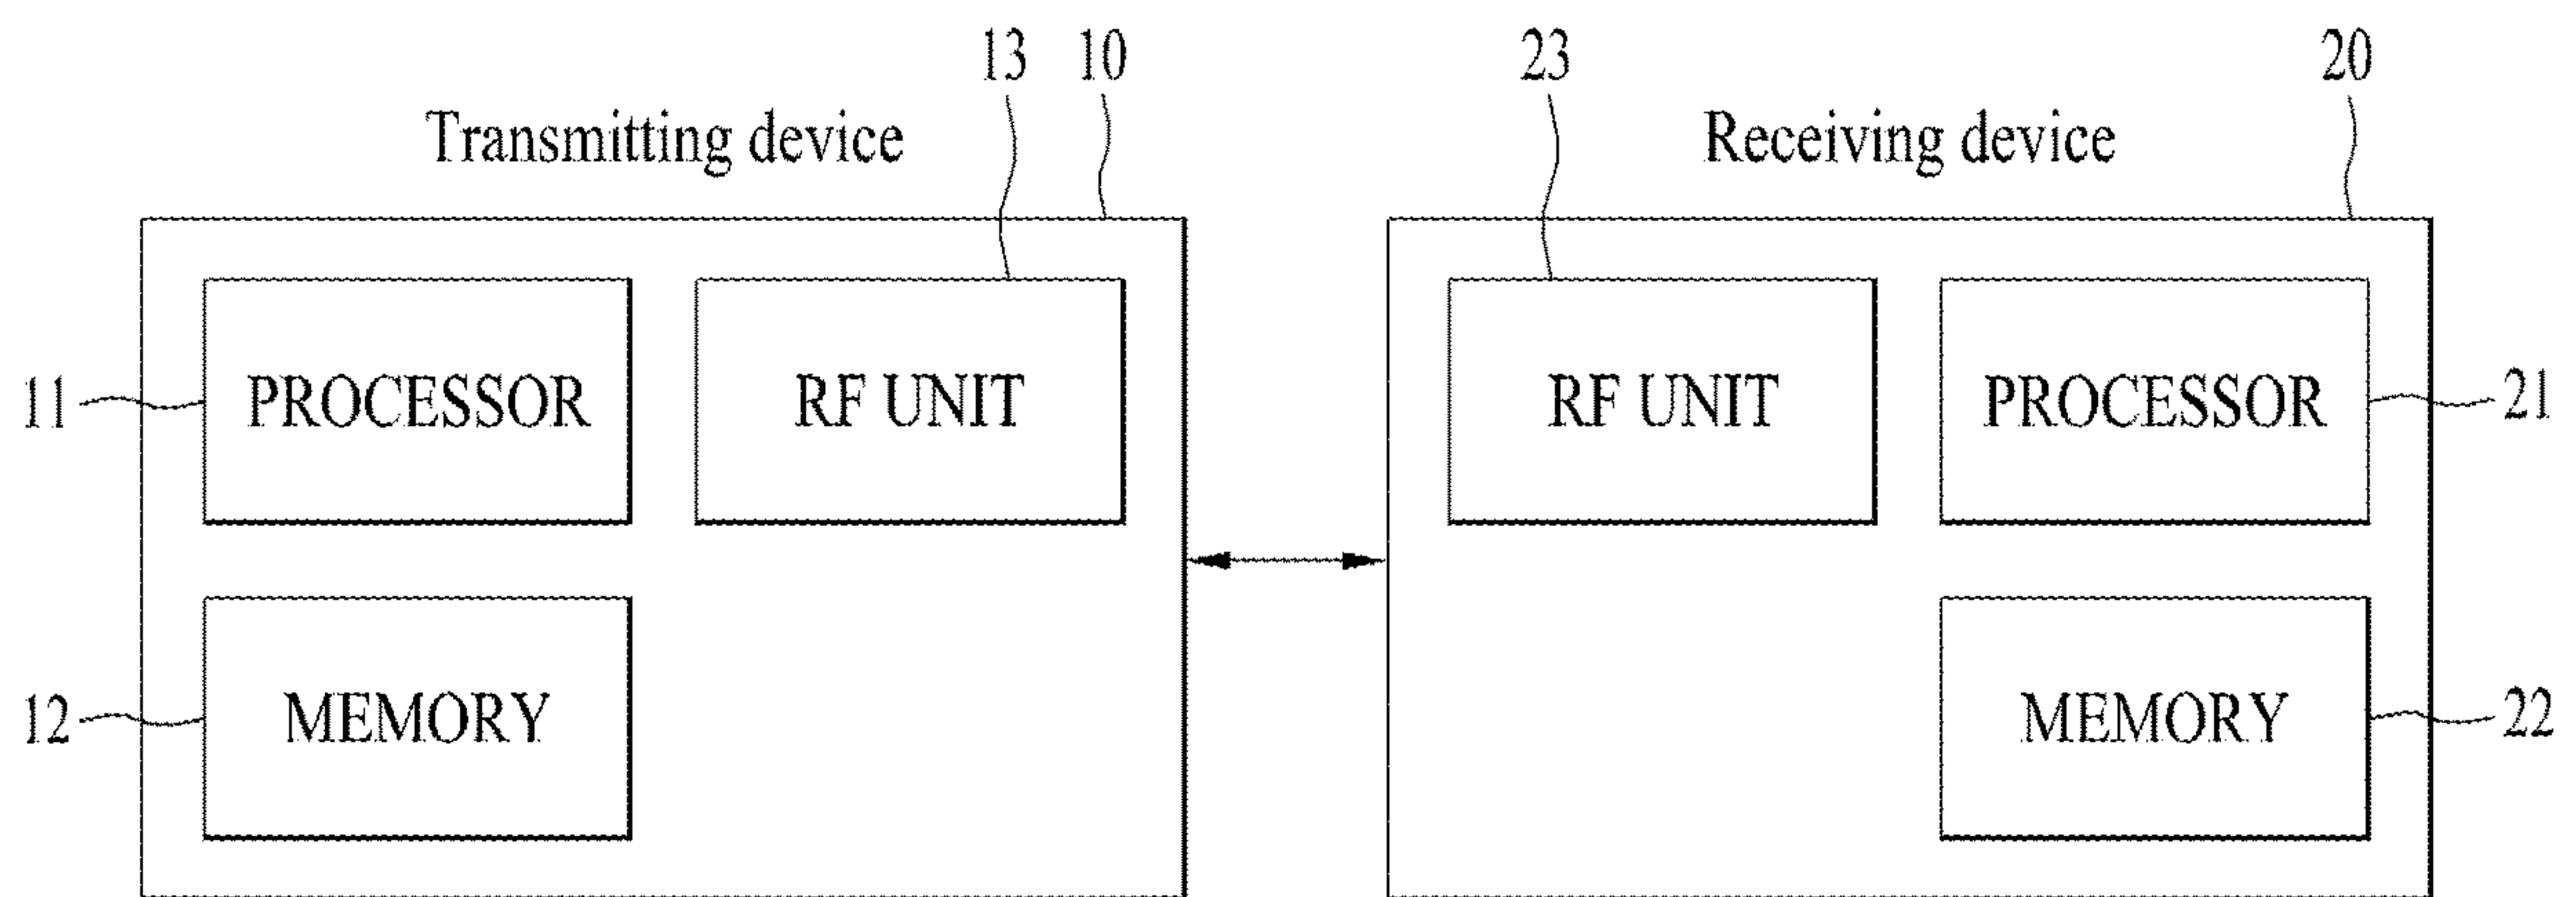 13 10 23 20
Transmitting device Receiving device
11 PROCESSOR RF UNIT RF UNIT PROCESSOR 21
12 MEMORY MEMORY 22